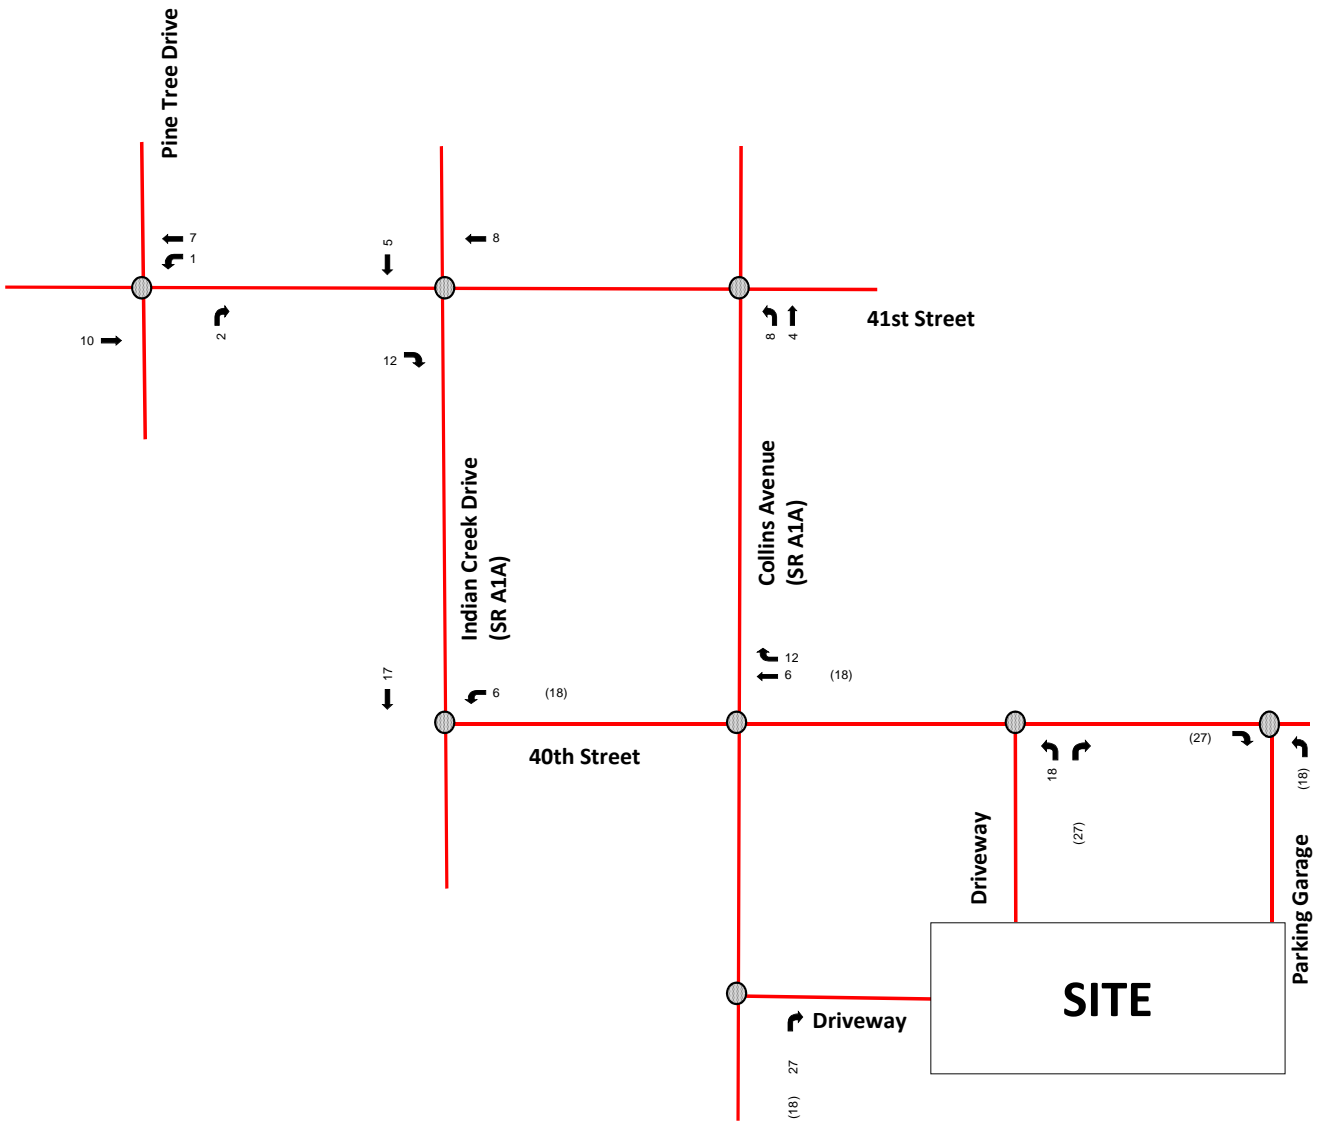 Pine Tree Drive
7
1
5
8
2
10
12
8
4
41st Street
Indian Creek Drive
(SR A1A)
Collins Avenue
(SR A1A)
12
6 (18)
17
6 (18)
40th Street
18
(27)
(27)
(18)
Driveway
Parking Garage
SITE
Driveway
27
(18)